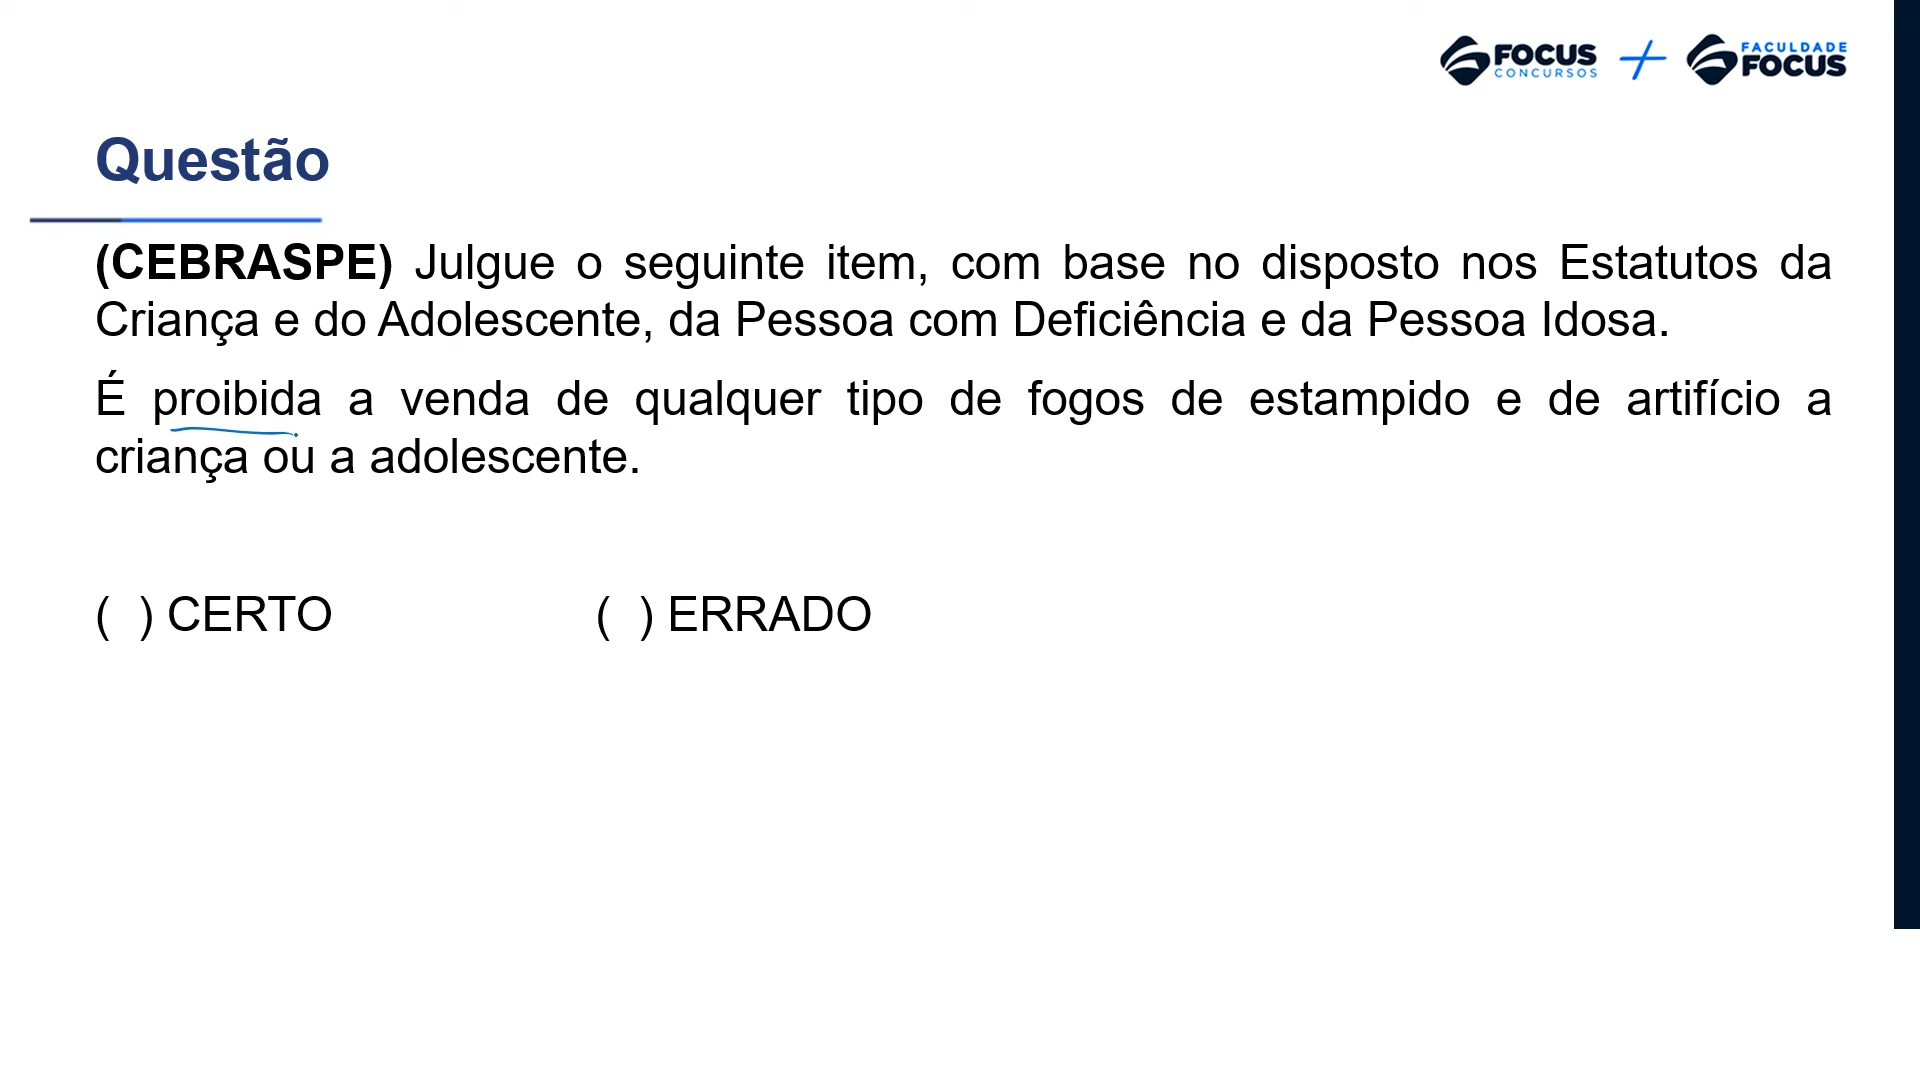 FOCUS CONCURSOS
FACULDADE FOCUS
Questão
(CEBRASPE) Julgue o seguinte item, com base no disposto nos Estatutos da
Criança e do Adolescente, da Pessoa com Deficiência e da Pessoa Idosa.
É proibida a venda de qualquer tipo de fogos de estampido e de artifício a
criança ou a adolescente.
( ) CERTO ( ) ERRADO